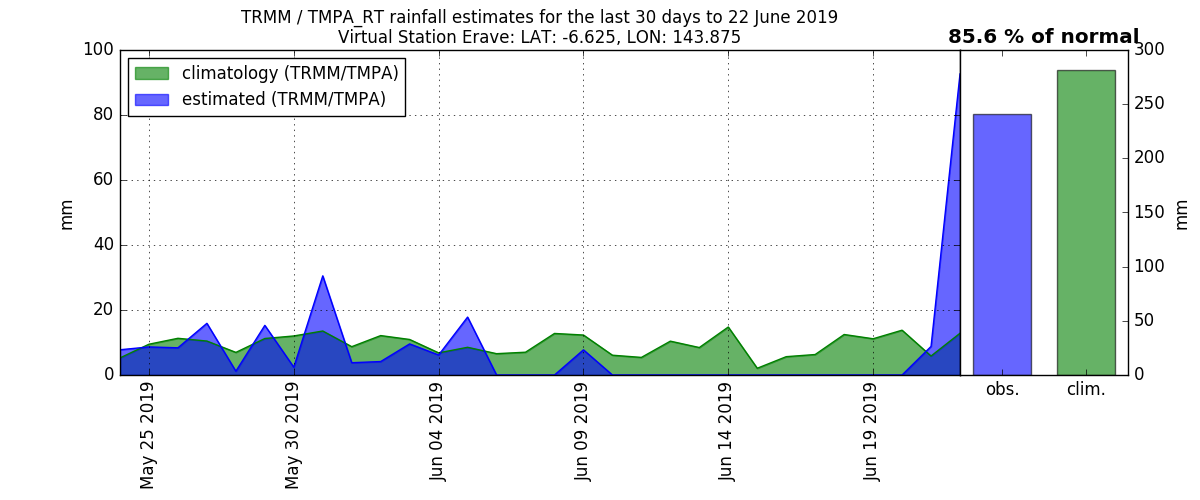 TRMM / TMPA_RT rainfall estimates for the last 30 days to 22 June 2019
Virtual Station Erave: LAT: -6.625, LON: 143.875
85.6 % of normal
climatology (TRMM/TMPA)
estimated (TRMM/TMPA)
mm
100
80
60
40
20
0
May 25 2019
May 30 2019
Jun 04 2019
Jun 09 2019
Jun 14 2019
Jun 19 2019
obs.
clim.
300
250
200
150
100
50
0
mm